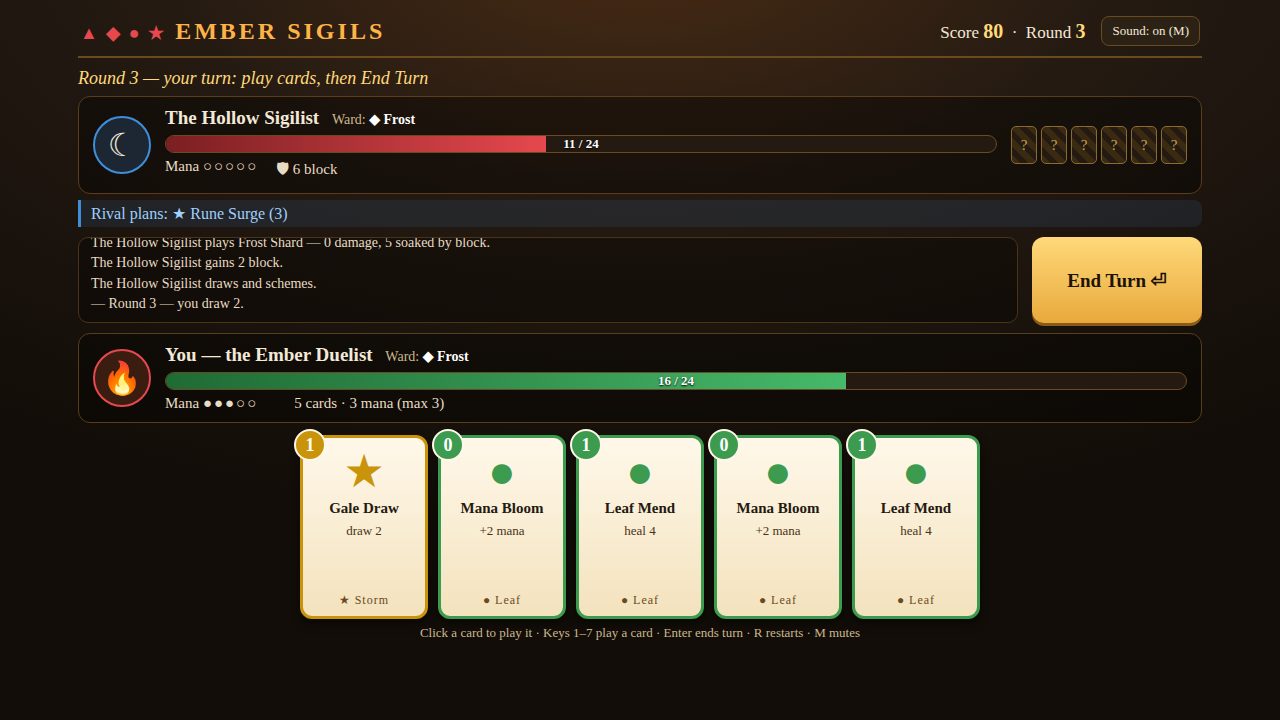 ▲ ◆ ● ★ EMBER SIGILS
Score 80 · Round 3
Sound: on (M)
Round 3 — your turn: play cards, then End Turn
The Hollow Sigilist Ward: ◆ Frost
11 / 24
Mana ○○○○○ 6 block
? ? ? ? ? ?
Rival plans: ★ Rune Surge (3)
The Hollow Sigilist plays Frost Shard — 0 damage, 5 soaked by block.
The Hollow Sigilist gains 2 block.
The Hollow Sigilist draws and schemes.
— Round 3 — you draw 2.
End Turn ⏎
You — the Ember Duelist Ward: ◆ Frost
16 / 24
Mana ●●●○○ 5 cards · 3 mana (max 3)
1
★
Gale Draw
draw 2
★ Storm
0
●
Mana Bloom
+2 mana
● Leaf
1
●
Leaf Mend
heal 4
● Leaf
0
●
Mana Bloom
+2 mana
● Leaf
1
●
Leaf Mend
heal 4
● Leaf
Click a card to play it · Keys 1–7 play a card · Enter ends turn · R restarts · M mutes